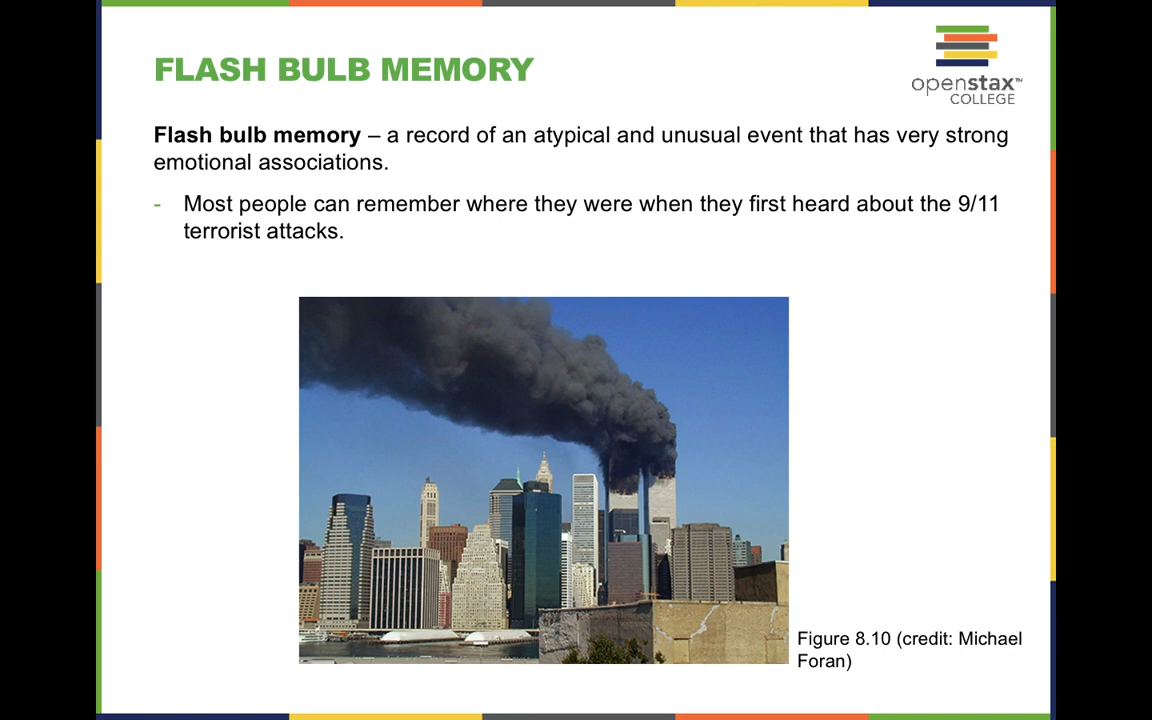 FLASH BULB MEMORY
openstax™
COLLEGE
Flash bulb memory – a record of an atypical and unusual event that has very strong
emotional associations.
- Most people can remember where they were when they first heard about the 9/11
terrorist attacks.
Figure 8.10 (credit: Michael
Foran)